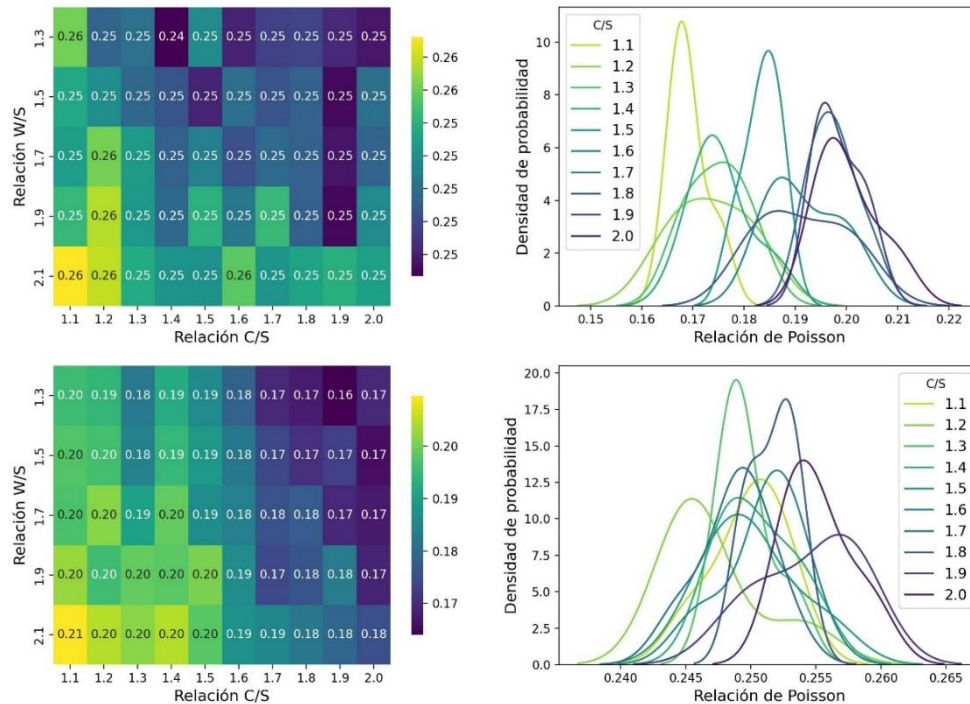 1.3 0.26 0.25 0.25 0.24 0.25 0.25 0.25 0.25 0.25 0.25
1.5 0.25 0.25 0.25 0.25 0.25 0.25 0.25 0.25 0.25 0.25
1.7 0.25 0.26 0.25 0.25 0.25 0.25 0.25 0.25 0.25 0.25
1.9 0.25 0.26 0.25 0.25 0.25 0.25 0.25 0.25 0.25 0.25
2.1 0.26 0.26 0.25 0.25 0.25 0.26 0.25 0.25 0.25 0.25
Relación W/S
1.1 1.2 1.3 1.4 1.5 1.6 1.7 1.8 1.9 2.0
Relación C/S
0.26
0.26
0.25
0.25
0.25
0.25
Densidad de probabilidad
10
8
6
4
2
0
C/S
1.1
1.2
1.3
1.4
1.5
1.6
1.7
1.8
1.9
2.0
0.15 0.16 0.17 0.18 0.19 0.20 0.21 0.22
Relación de Poisson
1.3 0.20 0.19 0.18 0.19 0.19 0.18 0.17 0.17 0.16 0.17
1.5 0.20 0.20 0.18 0.19 0.19 0.18 0.17 0.17 0.17 0.17
1.7 0.20 0.20 0.19 0.20 0.19 0.18 0.18 0.18 0.17 0.17
1.9 0.20 0.20 0.20 0.20 0.20 0.19 0.17 0.18 0.18 0.17
2.1 0.21 0.20 0.20 0.20 0.20 0.19 0.19 0.18 0.18 0.18
Relación W/S
1.1 1.2 1.3 1.4 1.5 1.6 1.7 1.8 1.9 2.0
Relación C/S
0.20
0.20
0.19
0.18
0.17
0.17
Densidad de probabilidad
20.0
17.5
15.0
12.5
10.0
7.5
5.0
2.5
0.0
C/S
1.1
1.2
1.3
1.4
1.5
1.6
1.7
1.8
1.9
2.0
0.240 0.245 0.250 0.255 0.260 0.265
Relación de Poisson